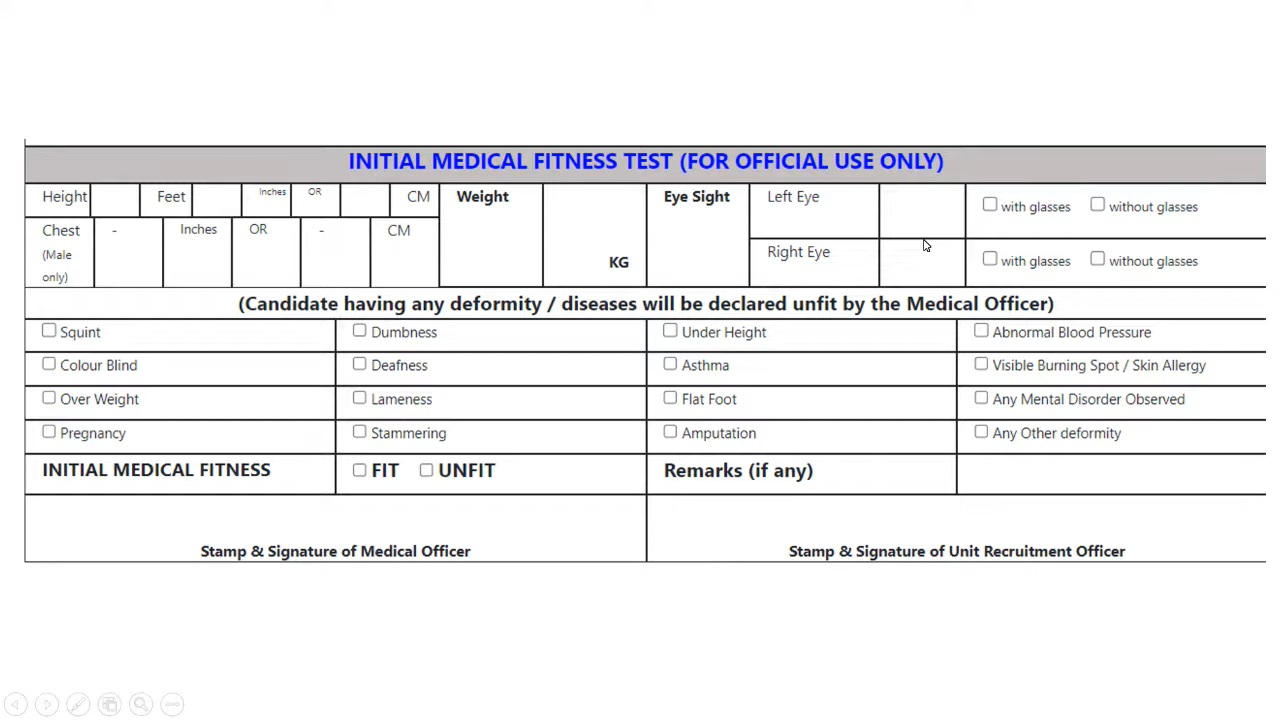 INITIAL MEDICAL FITNESS TEST (FOR OFFICIAL USE ONLY)
Height Feet Inches OR CM Weight KG Eye Sight Left Eye with glasses without glasses
Chest (Male only) - Inches OR - CM Right Eye with glasses without glasses
(Candidate having any deformity / diseases will be declared unfit by the Medical Officer)
Squint Dumbness Under Height Abnormal Blood Pressure
Colour Blind Deafness Asthma Visible Burning Spot / Skin Allergy
Over Weight Lameness Flat Foot Any Mental Disorder Observed
Pregnancy Stammering Amputation Any Other deformity
INITIAL MEDICAL FITNESS FIT UNFIT Remarks (if any)
Stamp & Signature of Medical Officer Stamp & Signature of Unit Recruitment Officer